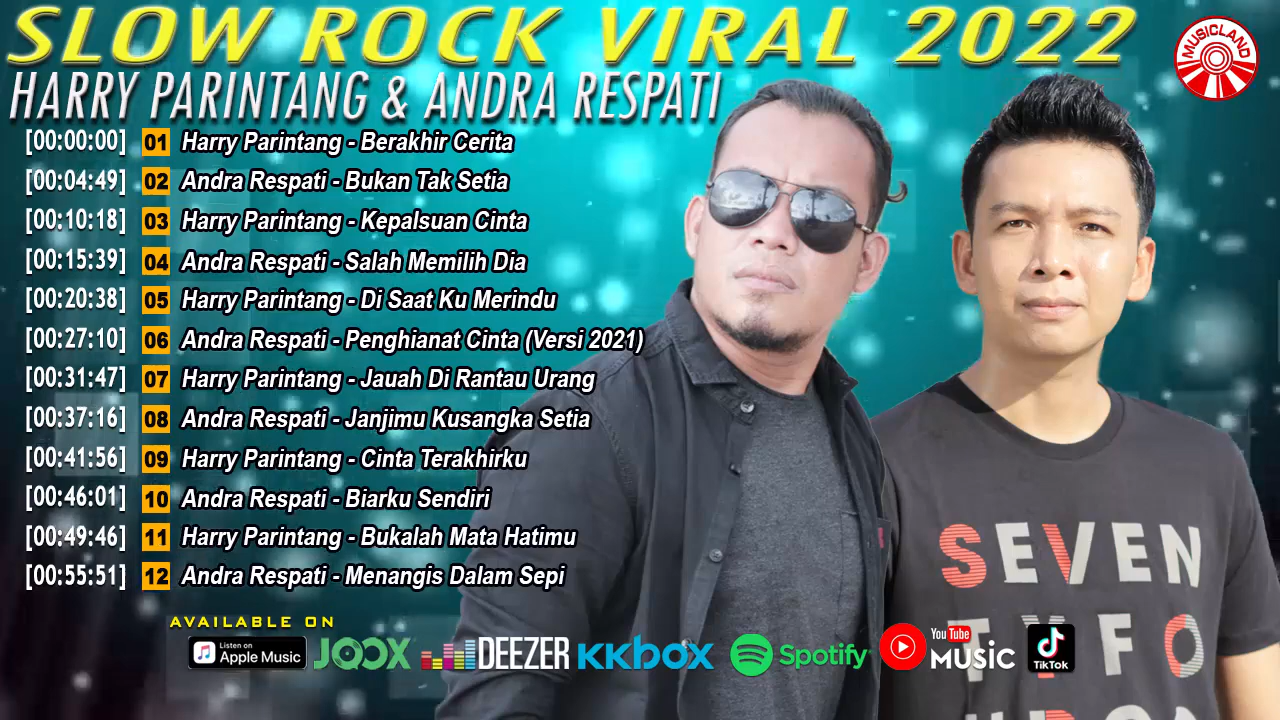 SLOW ROCK VIRAL 2022
MUSICLAND
HARRY PARINTANG & ANDRA RESPATI
[00:00:00] 01 Harry Parintang - Berakhir Cerita
[00:04:49] 02 Andra Respati - Bukan Tak Setia
[00:10:18] 03 Harry Parintang - Kepalsuan Cinta
[00:15:39] 04 Andra Respati - Salah Memilih Dia
[00:20:38] 05 Harry Parintang - Di Saat Ku Merindu
[00:27:10] 06 Andra Respati - Penghianat Cinta (Versi 2021)
[00:31:47] 07 Harry Parintang - Jauah Di Rantau Urang
[00:37:16] 08 Andra Respati - Janjimu Kusangka Setia
[00:41:56] 09 Harry Parintang - Cinta Terakhirku
[00:46:01] 10 Andra Respati - Biarku Sendiri
[00:49:46] 11 Harry Parintang - Bukalah Mata Hatimu
[00:55:51] 12 Andra Respati - Menangis Dalam Sepi
SEVEN
TYFO
AVAILABLE ON
Listen on
Apple Music
JOOX
DEEZER
KKBOX
Spotify
YouTube
MUSIC
TikTok